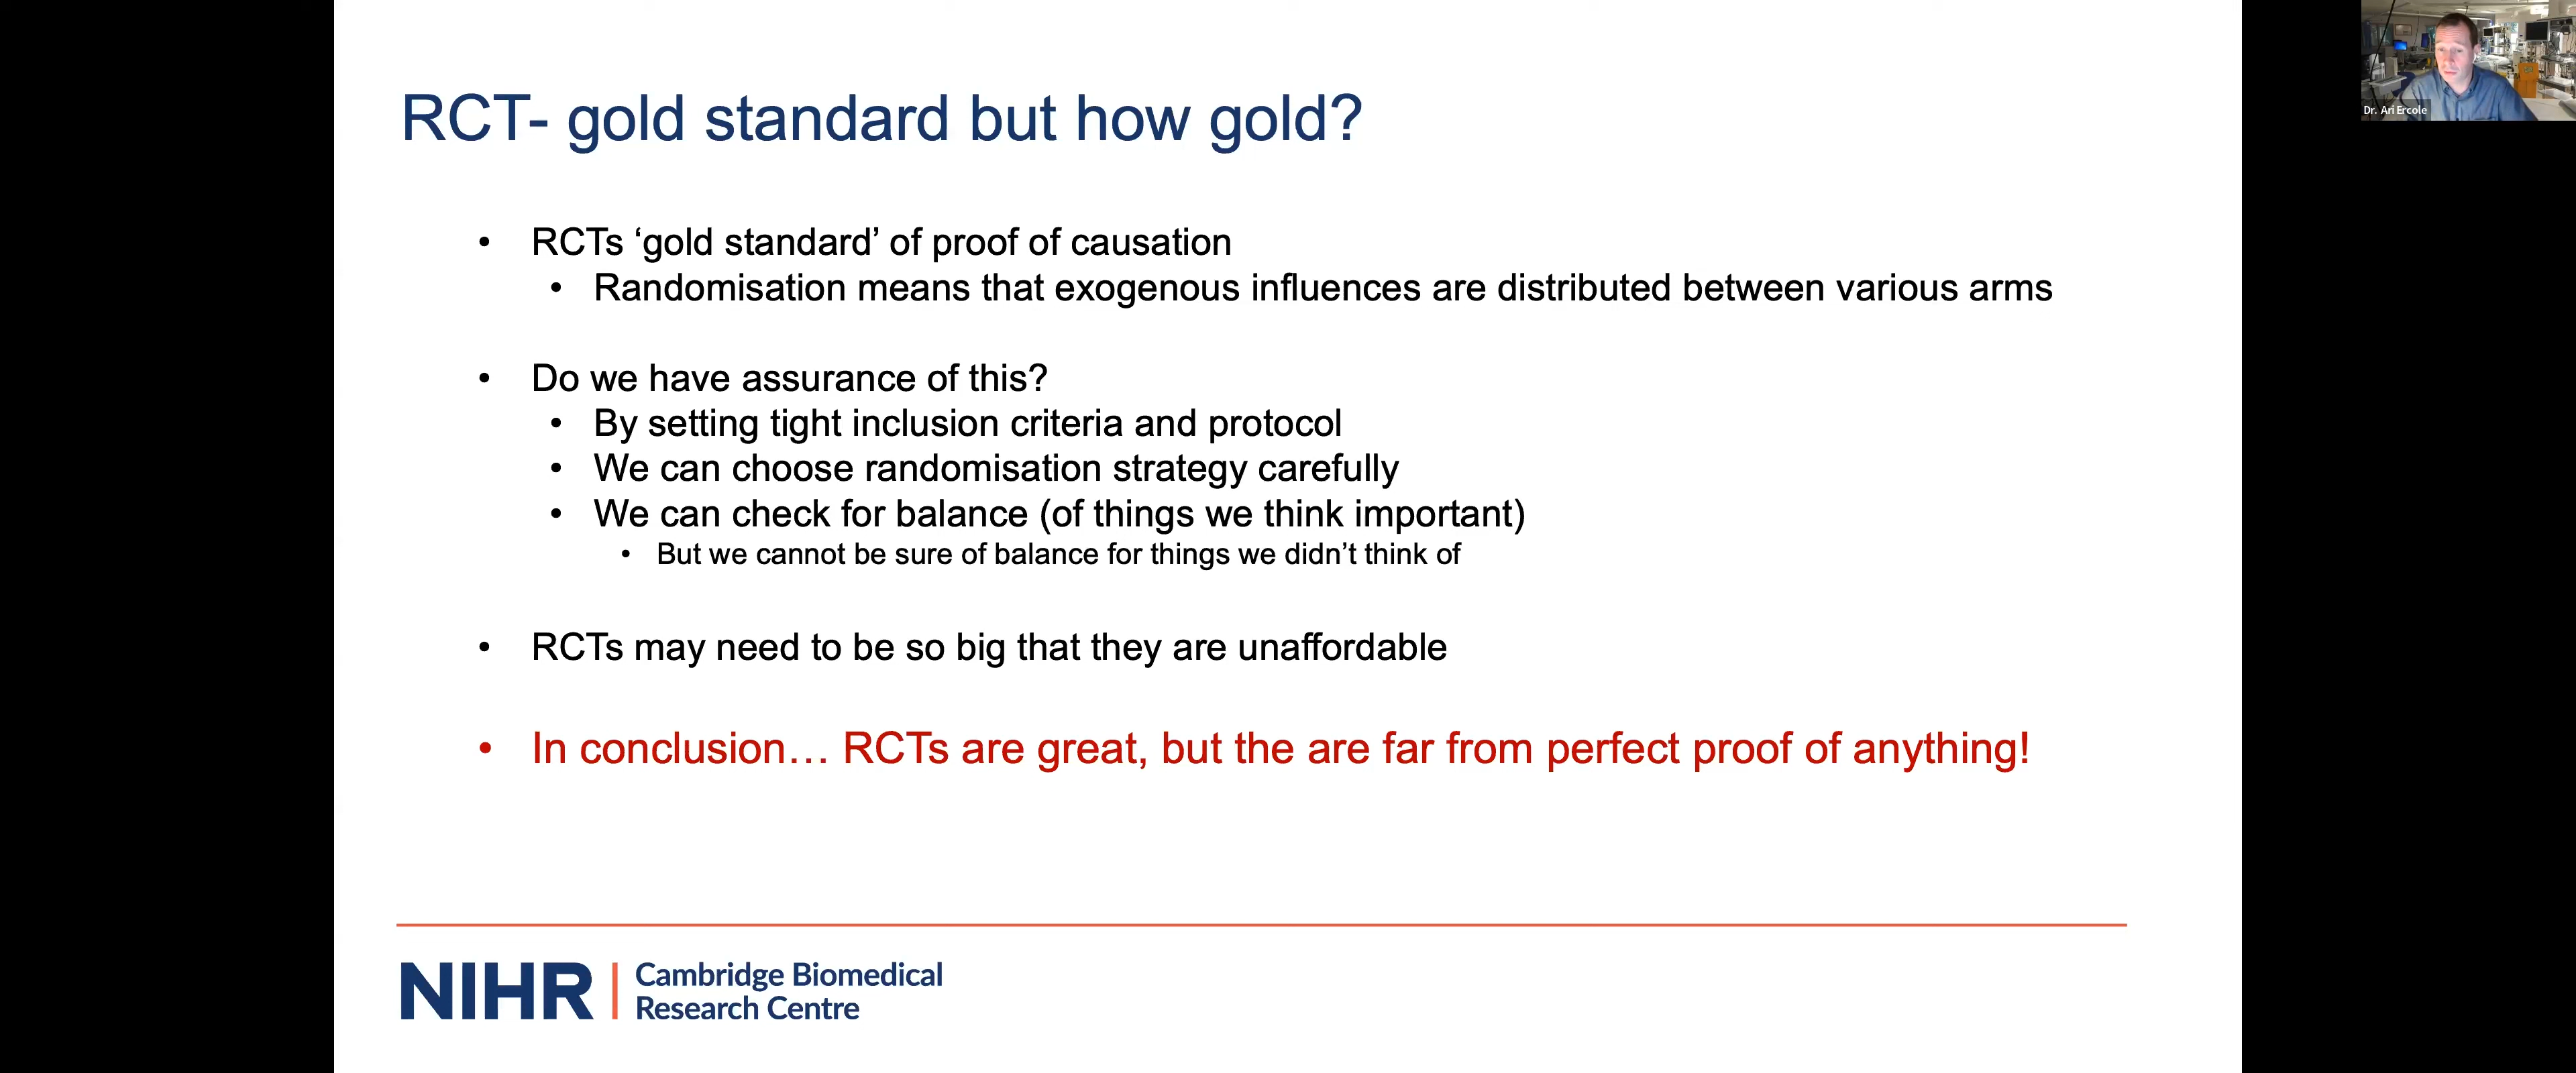 RCT- gold standard but how gold?
• RCTs ‘gold standard’ of proof of causation
• Randomisation means that exogenous influences are distributed between various arms
• Do we have assurance of this?
• By setting tight inclusion criteria and protocol
• We can choose randomisation strategy carefully
• We can check for balance (of things we think important)
• But we cannot be sure of balance for things we didn’t think of
• RCTs may need to be so big that they are unaffordable
• In conclusion… RCTs are great, but the are far from perfect proof of anything!
NIHR | Cambridge Biomedical
Research Centre
Dr. Ari Ercole